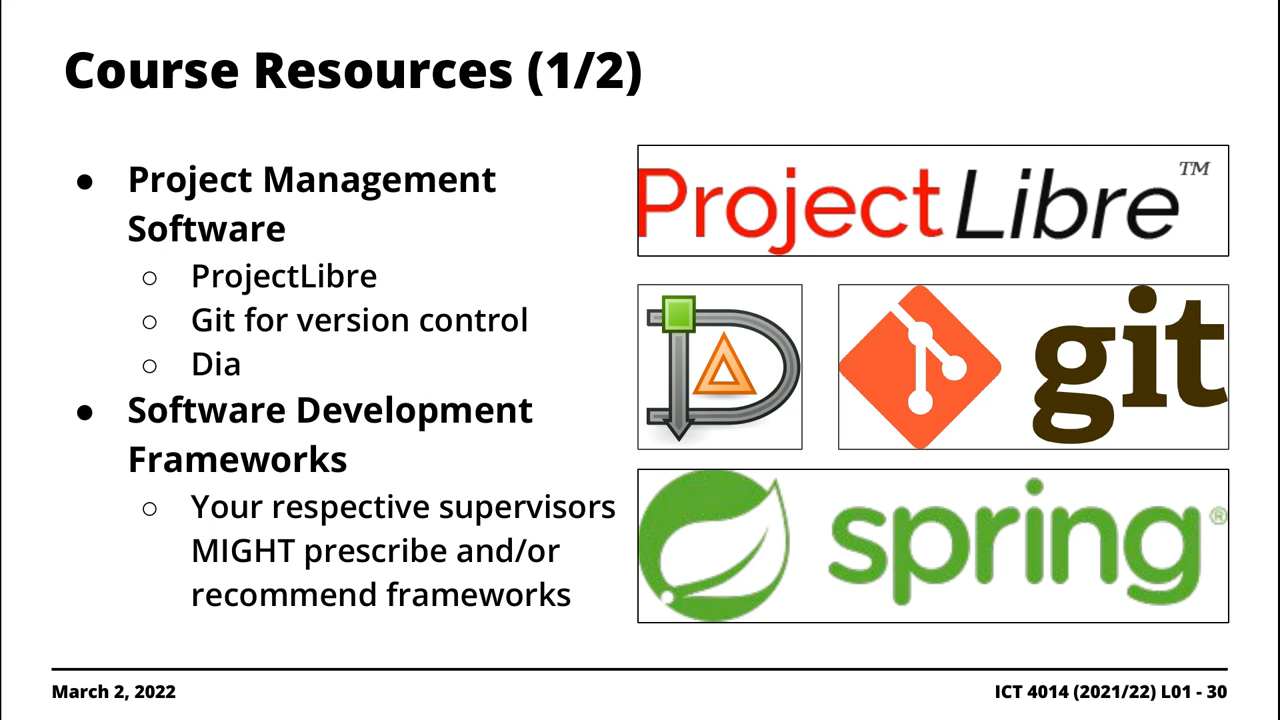 Course Resources (1/2)
● Project Management
Software
○ ProjectLibre
○ Git for version control
○ Dia
● Software Development
Frameworks
○ Your respective supervisors
MIGHT prescribe and/or
recommend frameworks
ProjectLibre™
git
spring®
March 2, 2022
ICT 4014 (2021/22) L01 - 30